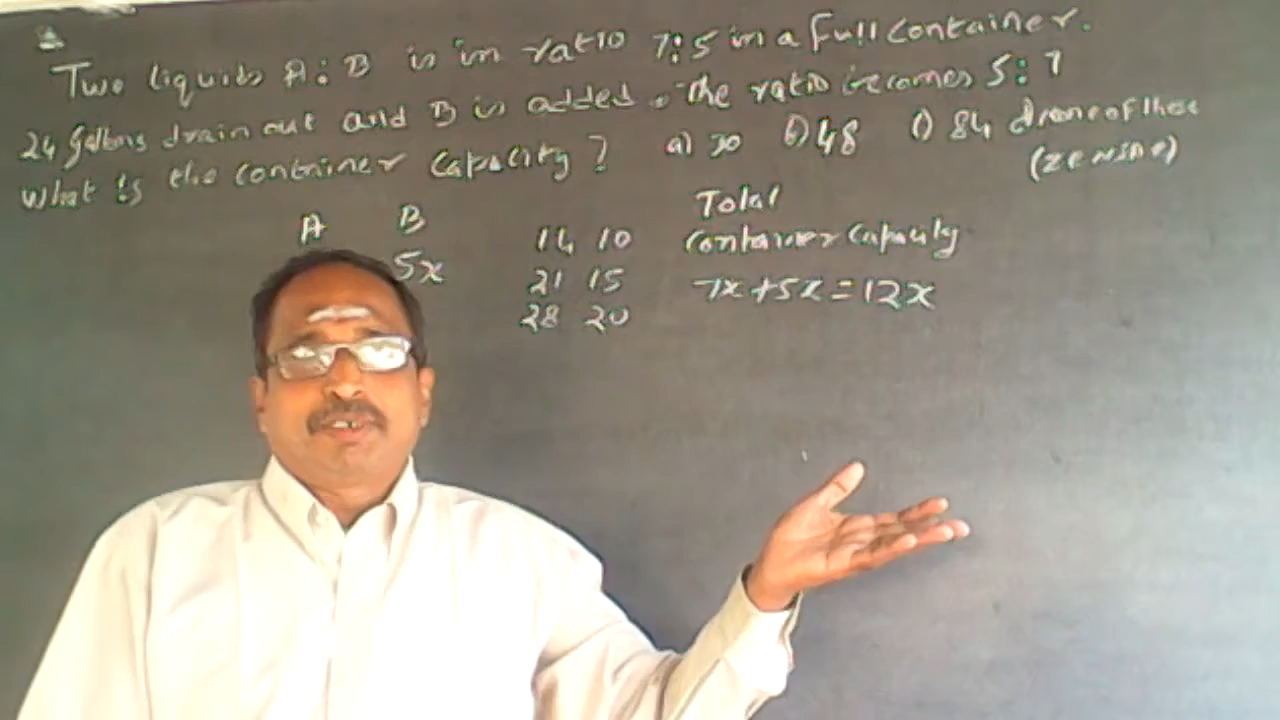 Two liquids A:B is in ratio 7:5 in a full container.
24 gallons drain out and B is added. The ratio becomes 5:7
What is the container capacity? a) 30 b) 48 c) 84 d) none of these
(ZENSAR)
A B 14 10 Total
5x 21 15 Container Capacity
28 20 7x+5x=12x